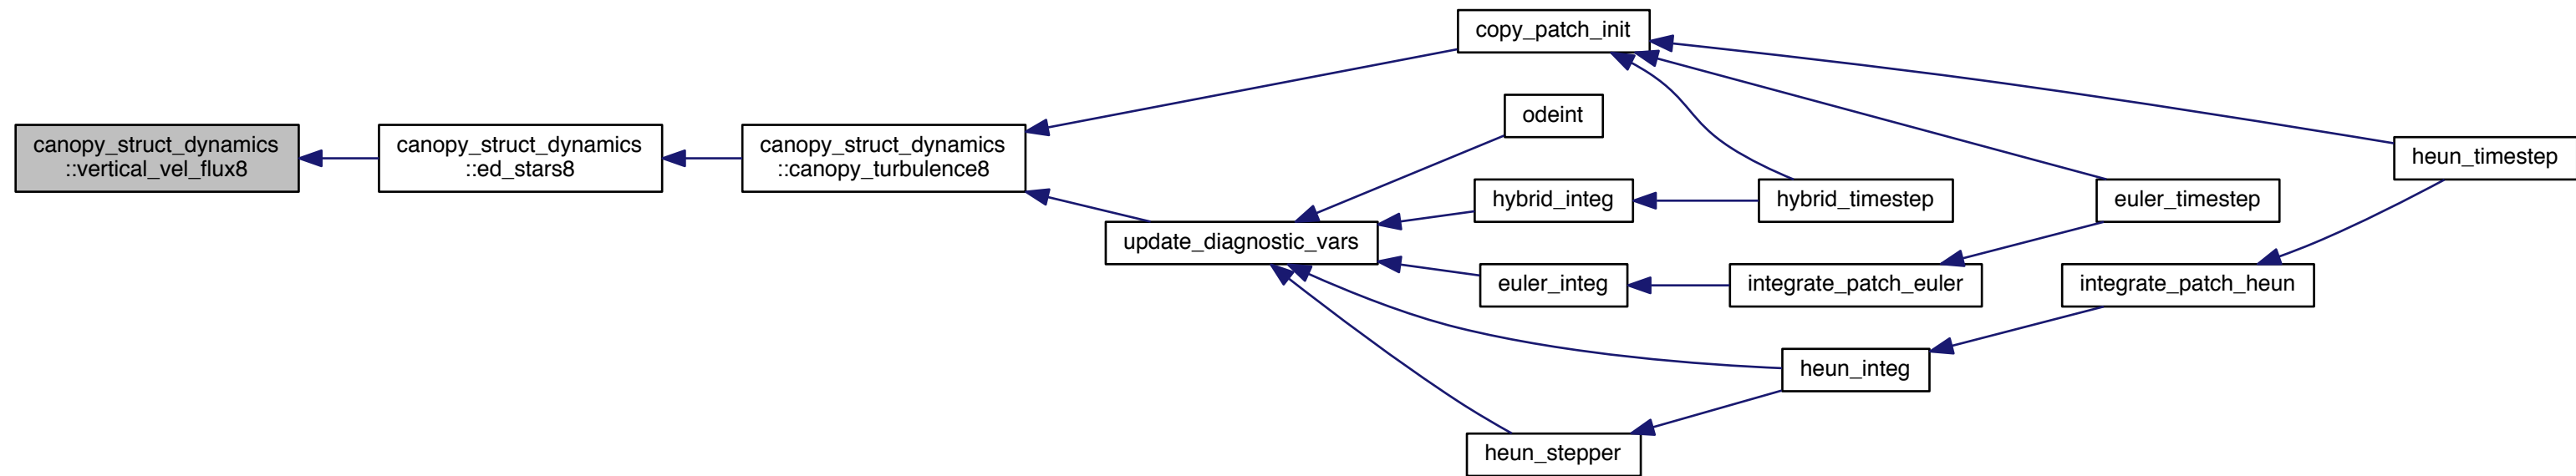 copy_patch_init
odeint
canopy_struct_dynamics
::vertical_vel_flux8
canopy_struct_dynamics
::ed_stars8
canopy_struct_dynamics
::canopy_turbulence8
heun_timestep
hybrid_integ
hybrid_timestep
euler_timestep
update_diagnostic_vars
euler_integ
integrate_patch_euler
integrate_patch_heun
heun_integ
heun_stepper